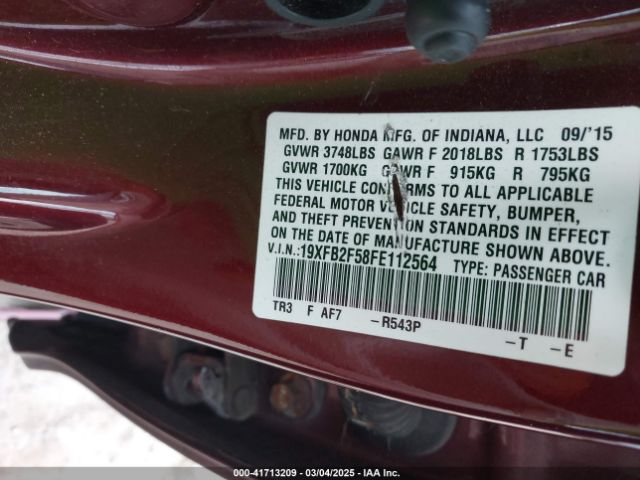 MFD. BY HONDA MFG. OF INDIANA, LLC 09/'15
GVWR 3748LBS GAWR F 2018LBS R 1753LBS
GVWR 1700KG GAWR F 915KG R 795KG
THIS VEHICLE CONFORMS TO ALL APPLICABLE
FEDERAL MOTOR VEHICLE SAFETY, BUMPER,
AND THEFT PREVENTION STANDARDS IN EFFECT
ON THE DATE OF MANUFACTURE SHOWN ABOVE.
V.I.N.: 19XFB2F58FE112564 TYPE: PASSENGER CAR
TR3 F AF7 -R543P -T -E
000-41713209 - 03/04/2025 - IAA Inc.